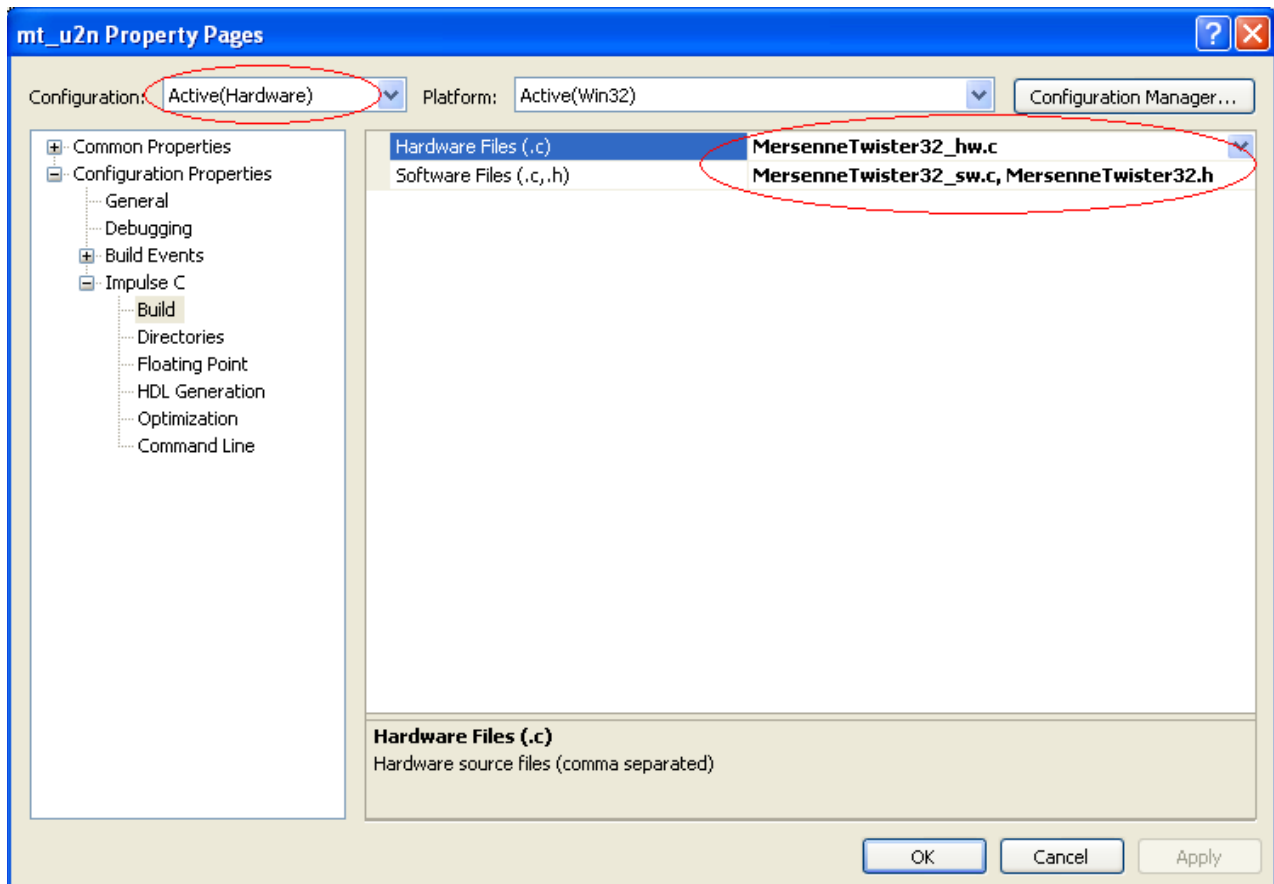 mt_u2n Property Pages
Configuration: Active(Hardware) Platform: Active(Win32) Configuration Manager...
Common Properties
Configuration Properties
General
Debugging
Build Events
Impulse C
Build
Directories
Floating Point
HDL Generation
Optimization
Command Line
Hardware Files (.c) MersenneTwister32_hw.c
Software Files (.c,.h) MersenneTwister32_sw.c, MersenneTwister32.h
Hardware Files (.c)
Hardware source files (comma separated)
OK Cancel Apply